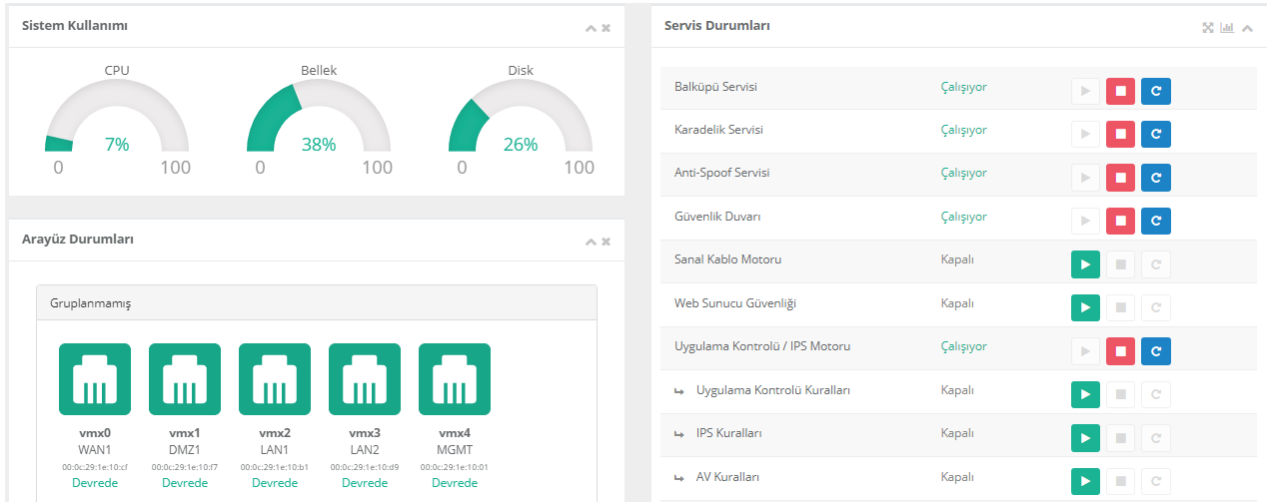 Sistem Kullanımı
CPU
7%
0 100
Bellek
38%
0 100
Disk
26%
0 100
Arayüz Durumları
Gruplanmamış
vmx0 vmx1 vmx2 vmx3 vmx4
WAN1 DMZ1 LAN1 LAN2 MGMT
00:0c:29:1e:10:cf 00:0c:29:1e:10:f7 00:0c:29:1e:10:b1 00:0c:29:1e:10:d9 00:0c:29:1e:10:01
Devrede Devrede Devrede Devrede Devrede
Servis Durumları
Balküpü Servisi Çalışıyor
Karadelik Servisi Çalışıyor
Anti-Spoof Servisi Çalışıyor
Güvenlik Duvarı Çalışıyor
Sanal Kablo Motoru Kapalı
Web Sunucu Güvenliği Kapalı
Uygulama Kontrolü / IPS Motoru Çalışıyor
Uygulama Kontrolü Kuralları Kapalı
IPS Kuralları Kapalı
AV Kuralları Kapalı